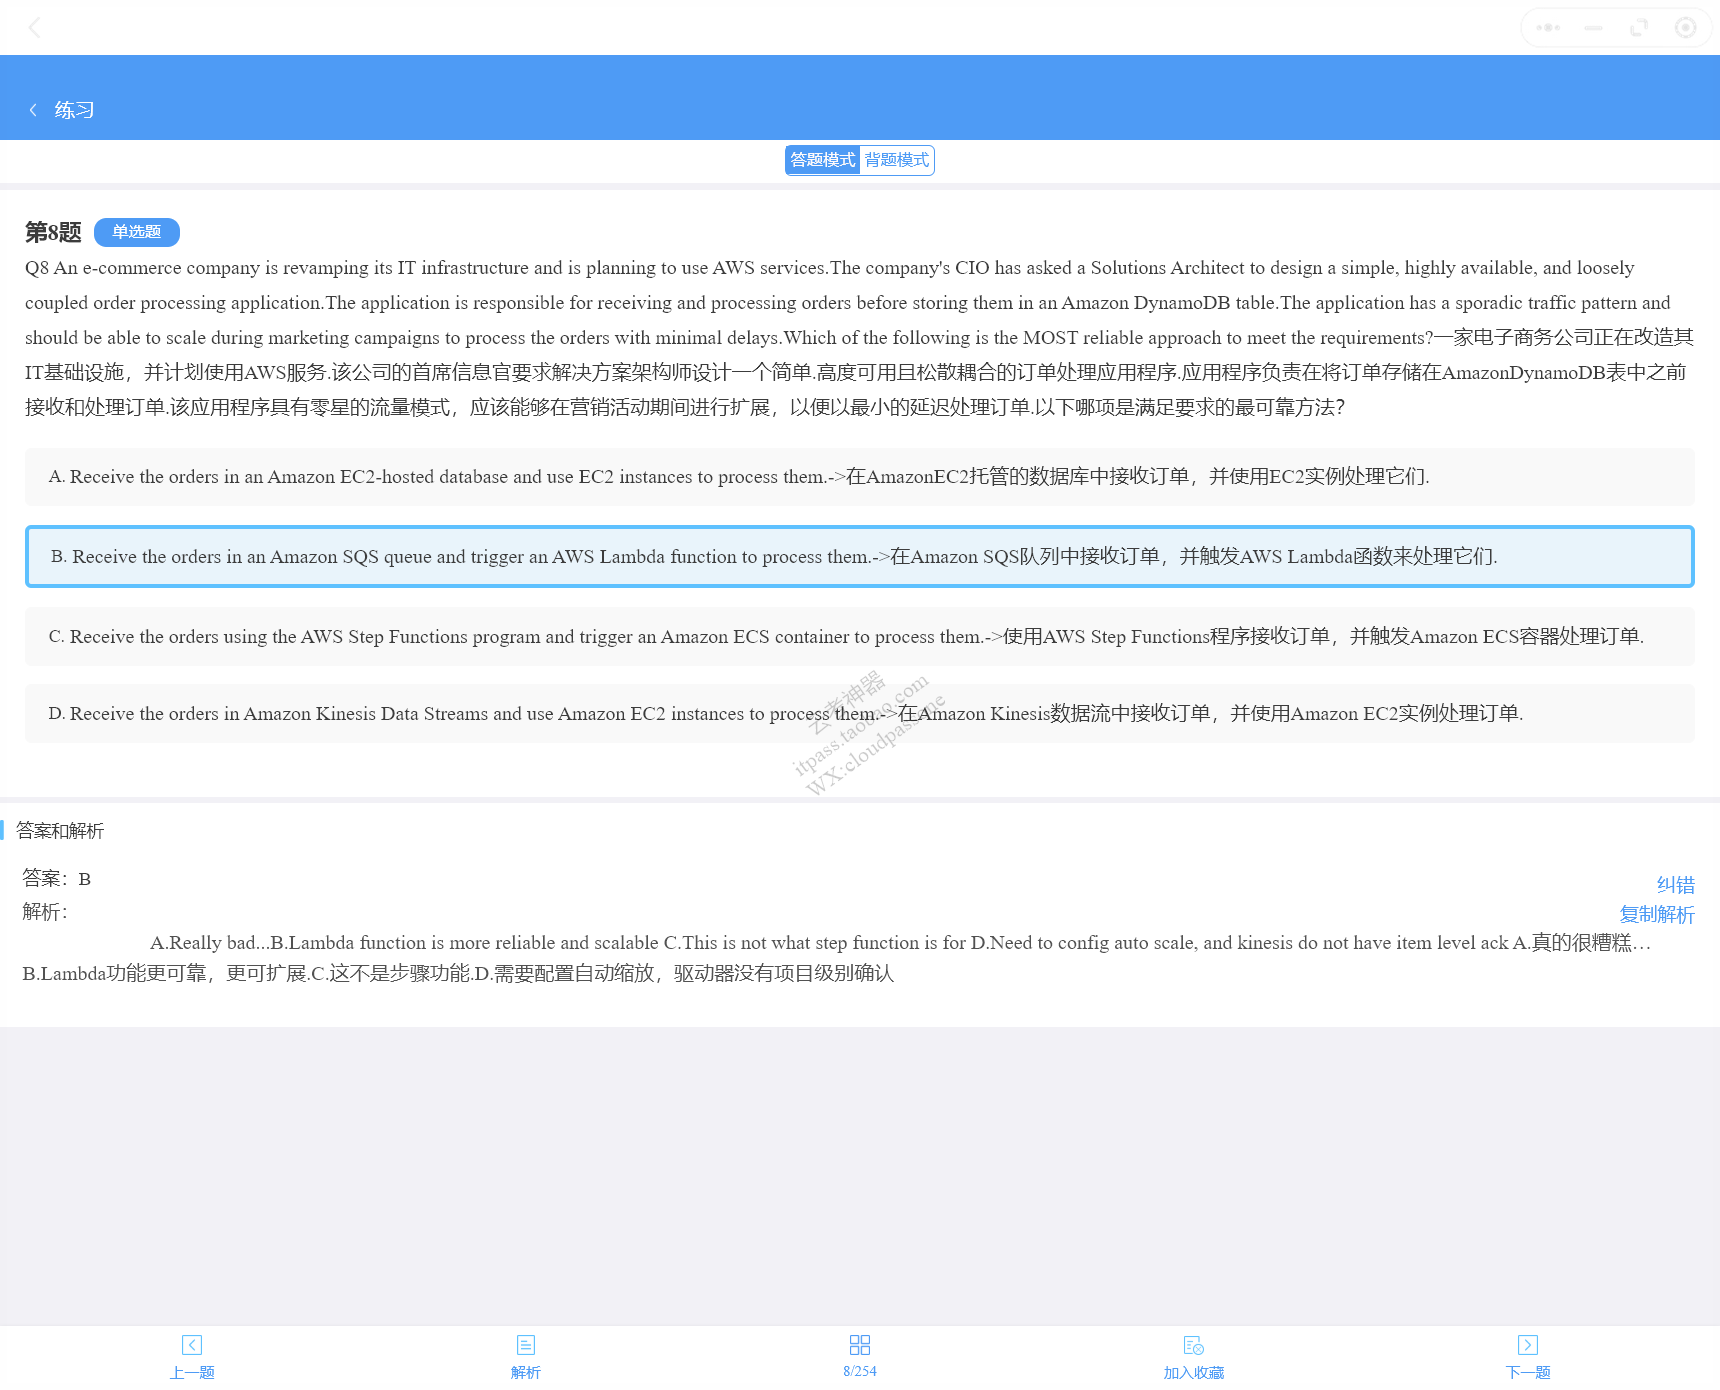 练习
答题模式 背题模式
第8题 单选题
Q8 An e-commerce company is revamping its IT infrastructure and is planning to use AWS services.The company's CIO has asked a Solutions Architect to design a simple, highly available, and loosely
coupled order processing application.The application is responsible for receiving and processing orders before storing them in an Amazon DynamoDB table.The application has a sporadic traffic pattern and
should be able to scale during marketing campaigns to process the orders with minimal delays.Which of the following is the MOST reliable approach to meet the requirements?一家电子商务公司正在改造其
IT基础设施，并计划使用AWS服务.该公司的首席信息官要求解决方案架构师设计一个简单.高度可用且松散耦合的订单处理应用程序.应用程序负责在将订单存储在AmazonDynamoDB表中之前
接收和处理订单.该应用程序具有零星的流量模式，应该能够在营销活动期间进行扩展，以便以最小的延迟处理订单.以下哪项是满足要求的最可靠方法？
A. Receive the orders in an Amazon EC2-hosted database and use EC2 instances to process them.->在AmazonEC2托管的数据库中接收订单，并使用EC2实例处理它们.
B. Receive the orders in an Amazon SQS queue and trigger an AWS Lambda function to process them.->在Amazon SQS队列中接收订单，并触发AWS Lambda函数来处理它们.
C. Receive the orders using the AWS Step Functions program and trigger an Amazon ECS container to process them.->使用AWS Step Functions程序接收订单，并触发Amazon ECS容器处理订单.
D. Receive the orders in Amazon Kinesis Data Streams and use Amazon EC2 instances to process them.->在Amazon Kinesis数据流中接收订单，并使用Amazon EC2实例处理订单.
云考神器
itpass.taobao.com
WX:cloudpassone
答案和解析
答案：B
纠错
解析：
复制解析
A.Really bad...B.Lambda function is more reliable and scalable C.This is not what step function is for D.Need to config auto scale, and kinesis do not have item level ack A.真的很糟糕…
B.Lambda功能更可靠，更可扩展.C.这不是步骤功能.D.需要配置自动缩放，驱动器没有项目级别确认
上一题 解析 8/254 加入收藏 下一题